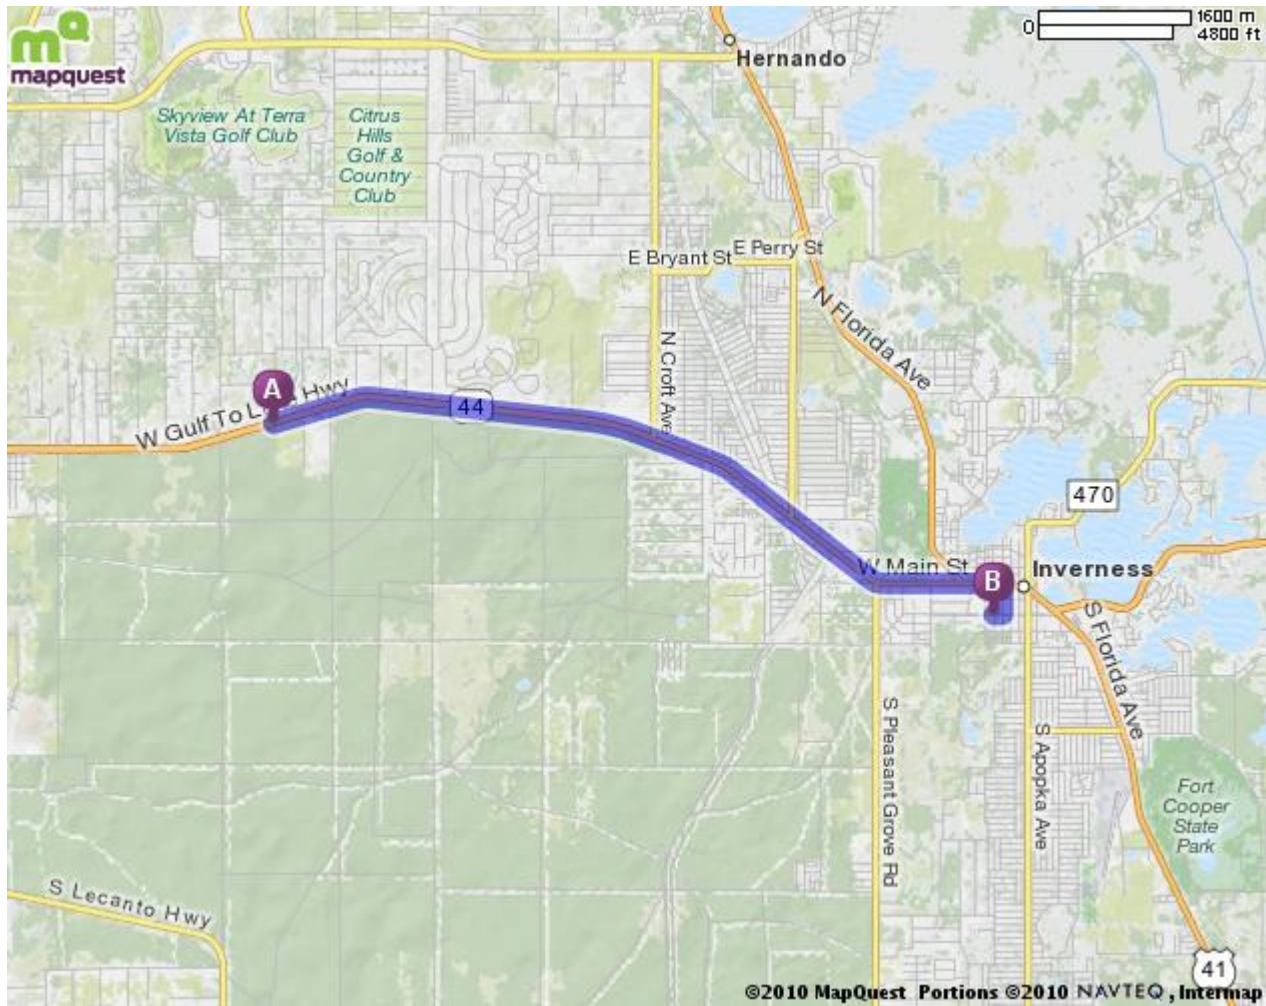 mq
mapquest
0
1600 m
4800 ft
Hernando
Skyview At Terra
Vista Golf Club
Citrus
Hills
Golf &
Country
Club
E Bryant St
E Perry St
N Florida Ave
N Croft Ave
A
W Gulf To L Hwy
44
470
W Main St
B
Inverness
S Florida Ave
S Pleasant Grove Rd
S Apopka Ave
Fort
Cooper
State
Park
S Lecanto Hwy
41
©2010 MapQuest Portions ©2010 NAVTEQ, Intermap